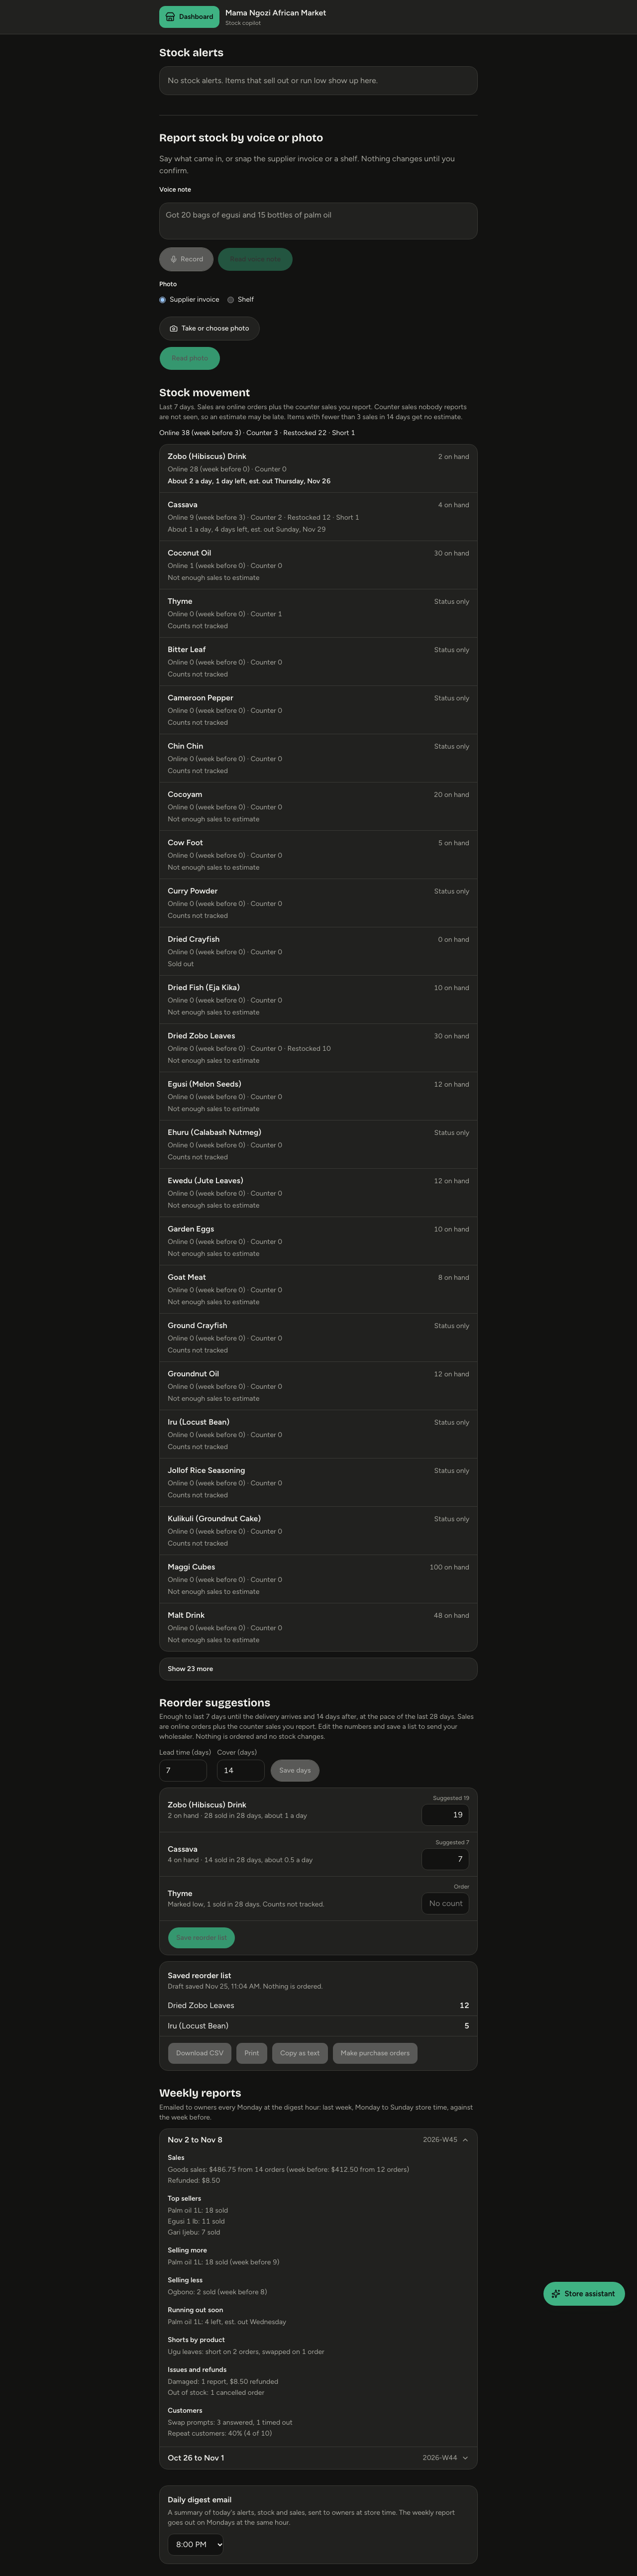 Dashboard
Mama Ngozi African Market
Stock copilot
Stock alerts
No stock alerts. Items that sell out or run low show up here.
Report stock by voice or photo
Say what came in, or snap the supplier invoice or a shelf. Nothing changes until you
confirm.
Voice note
Got 20 bags of egusi and 15 bottles of palm oil
Record
Read voice note
Photo
Supplier invoice
Shelf
Take or choose photo
Read photo
Stock movement
Last 7 days. Sales are online orders plus the counter sales you report. Counter sales nobody reports
are not seen, so an estimate may be late. Items with fewer than 3 sales in 14 days get no estimate.
Online 38 (week before 3) · Counter 3 · Restocked 22 · Short 1
Zobo (Hibiscus) Drink
2 on hand
Online 28 (week before 0) · Counter 0
About 2 a day, 1 day left, est. out Thursday, Nov 26
Cassava
4 on hand
Online 9 (week before 3) · Counter 2 · Restocked 12 · Short 1
About 1 a day, 4 days left, est. out Sunday, Nov 29
Coconut Oil
30 on hand
Online 1 (week before 0) · Counter 0
Not enough sales to estimate
Thyme
Status only
Online 0 (week before 0) · Counter 1
Counts not tracked
Bitter Leaf
Status only
Online 0 (week before 0) · Counter 0
Counts not tracked
Cameroon Pepper
Status only
Online 0 (week before 0) · Counter 0
Counts not tracked
Chin Chin
Status only
Online 0 (week before 0) · Counter 0
Counts not tracked
Cocoyam
20 on hand
Online 0 (week before 0) · Counter 0
Not enough sales to estimate
Cow Foot
5 on hand
Online 0 (week before 0) · Counter 0
Not enough sales to estimate
Curry Powder
Status only
Online 0 (week before 0) · Counter 0
Counts not tracked
Dried Crayfish
0 on hand
Online 0 (week before 0) · Counter 0
Sold out
Dried Fish (Eja Kika)
10 on hand
Online 0 (week before 0) · Counter 0
Not enough sales to estimate
Dried Zobo Leaves
30 on hand
Online 0 (week before 0) · Counter 0 · Restocked 10
Not enough sales to estimate
Egusi (Melon Seeds)
12 on hand
Online 0 (week before 0) · Counter 0
Not enough sales to estimate
Ehuru (Calabash Nutmeg)
Status only
Online 0 (week before 0) · Counter 0
Counts not tracked
Ewedu (Jute Leaves)
12 on hand
Online 0 (week before 0) · Counter 0
Not enough sales to estimate
Garden Eggs
10 on hand
Online 0 (week before 0) · Counter 0
Not enough sales to estimate
Goat Meat
8 on hand
Online 0 (week before 0) · Counter 0
Not enough sales to estimate
Ground Crayfish
Status only
Online 0 (week before 0) · Counter 0
Counts not tracked
Groundnut Oil
12 on hand
Online 0 (week before 0) · Counter 0
Not enough sales to estimate
Iru (Locust Bean)
Status only
Online 0 (week before 0) · Counter 0
Counts not tracked
Jollof Rice Seasoning
Status only
Online 0 (week before 0) · Counter 0
Counts not tracked
Kulikuli (Groundnut Cake)
Status only
Online 0 (week before 0) · Counter 0
Counts not tracked
Maggi Cubes
100 on hand
Online 0 (week before 0) · Counter 0
Not enough sales to estimate
Malt Drink
48 on hand
Online 0 (week before 0) · Counter 0
Not enough sales to estimate
Show 23 more
Reorder suggestions
Enough to last 7 days until the delivery arrives and 14 days after, at the pace of the last 28 days. Sales
are online orders plus the counter sales you report. Edit the numbers and save a list to send your
wholesaler. Nothing is ordered and no stock changes.
Lead time (days)
Cover (days)
7
14
Save days
Zobo (Hibiscus) Drink
2 on hand · 28 sold in 28 days, about 1 a day
Suggested 19
19
Cassava
4 on hand · 14 sold in 28 days, about 0.5 a day
Suggested 7
7
Thyme
Marked low, 1 sold in 28 days. Counts not tracked.
Order
No count
Save reorder list
Saved reorder list
Draft saved Nov 25, 11:04 AM. Nothing is ordered.
Dried Zobo Leaves
12
Iru (Locust Bean)
5
Download CSV
Print
Copy as text
Make purchase orders
Weekly reports
Emailed to owners every Monday at the digest hour: last week, Monday to Sunday store time, against
the week before.
Nov 2 to Nov 8
2026-W45
Sales
Goods sales: $486.75 from 14 orders (week before: $412.50 from 12 orders)
Refunded: $8.50
Top sellers
Palm oil 1L: 18 sold
Egusi 1 lb: 11 sold
Gari Ijebu: 7 sold
Selling more
Palm oil 1L: 18 sold (week before 9)
Selling less
Ogbono: 2 sold (week before 8)
Running out soon
Palm oil 1L: 4 left, est. out Wednesday
Shorts by product
Ugu leaves: short on 2 orders, swapped on 1 order
Issues and refunds
Damaged: 1 report, $8.50 refunded
Out of stock: 1 cancelled order
Customers
Swap prompts: 3 answered, 1 timed out
Repeat customers: 40% (4 of 10)
Oct 26 to Nov 1
2026-W44
Store assistant
Daily digest email
A summary of today's alerts, stock and sales, sent to owners at store time. The weekly report
goes out on Mondays at the same hour.
8:00 PM